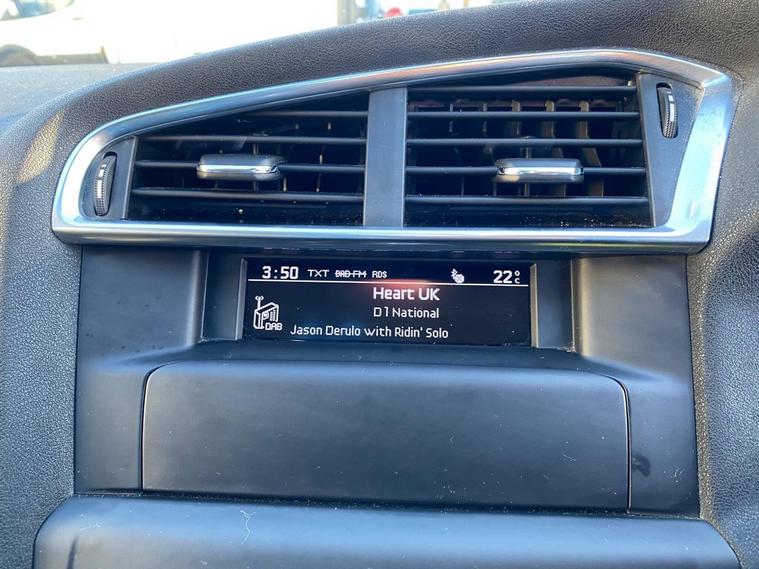 3:50 TXT DAB-FM RDS 22°C
Heart UK
D1 National
DAB
Jason Derulo with Ridin' Solo